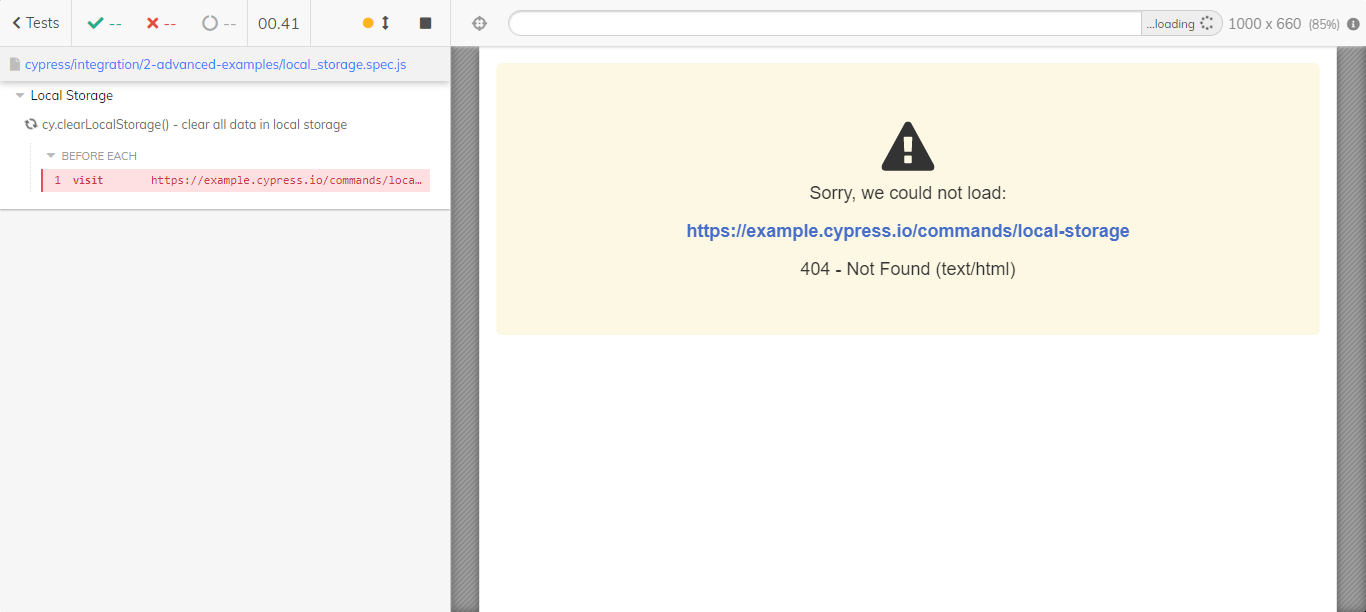 Tests -- -- -- 00.41 ...loading 1000 x 660 (85%)
cypress/integration/2-advanced-examples/local_storage.spec.js
Local Storage
cy.clearLocalStorage() - clear all data in local storage
BEFORE EACH
1 visit https://example.cypress.io/commands/loca…
Sorry, we could not load:
https://example.cypress.io/commands/local-storage
404 - Not Found (text/html)